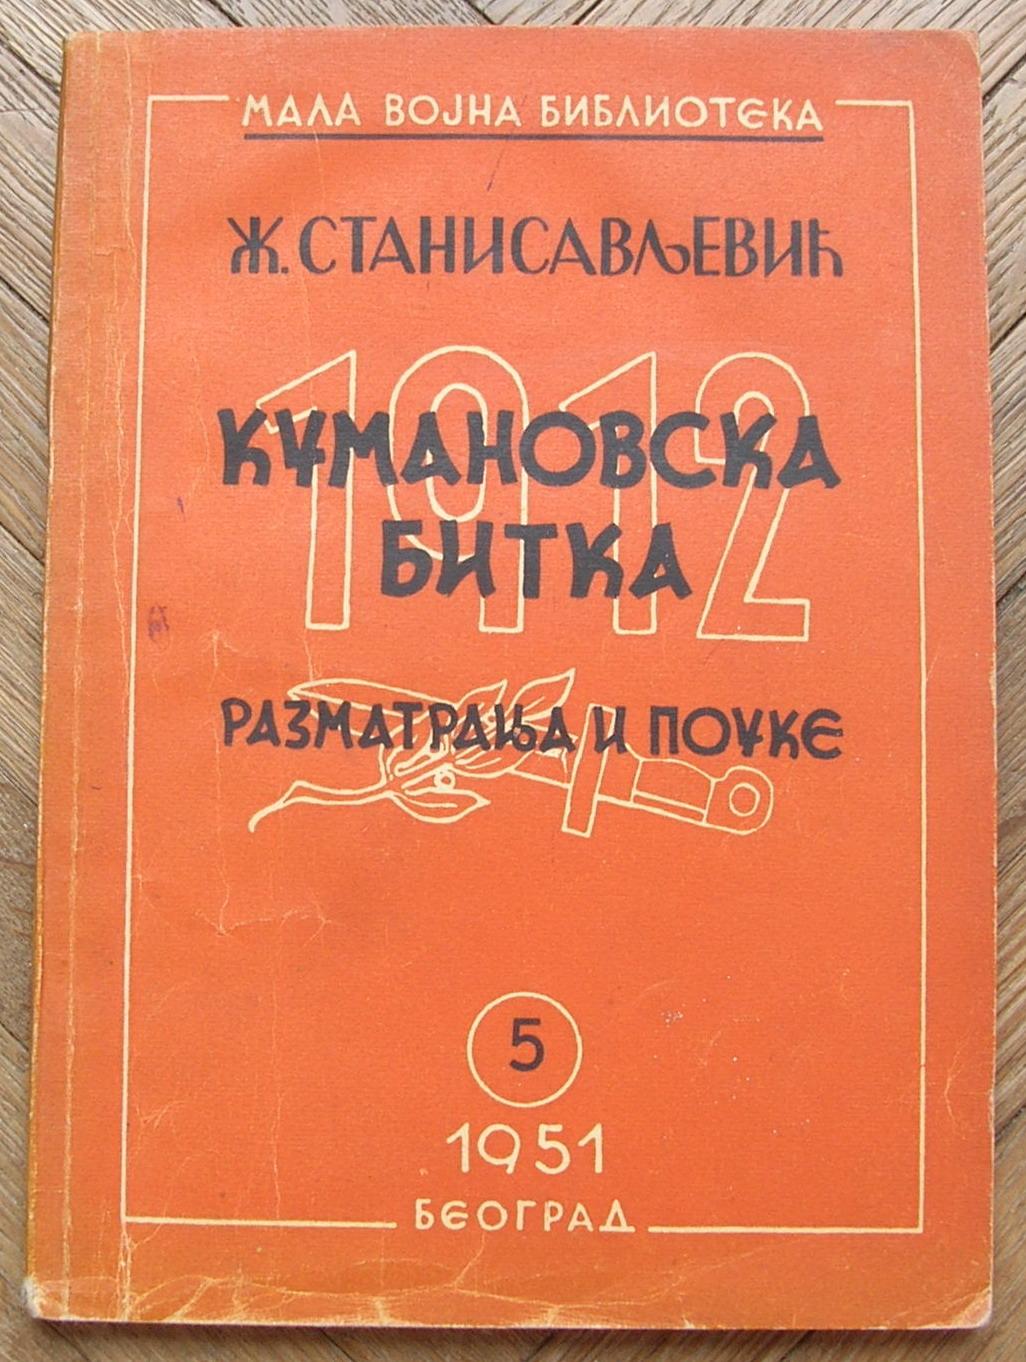 МАЛА ВОЈНА БИБЛИОТЕКА
Ж. СТАНИСАВЉЕВИЋ
1912
КУМАНОВСКА
БИТКА
РАЗМАТРАЊА И ПОУКЕ
5
1951
БЕОГРАД